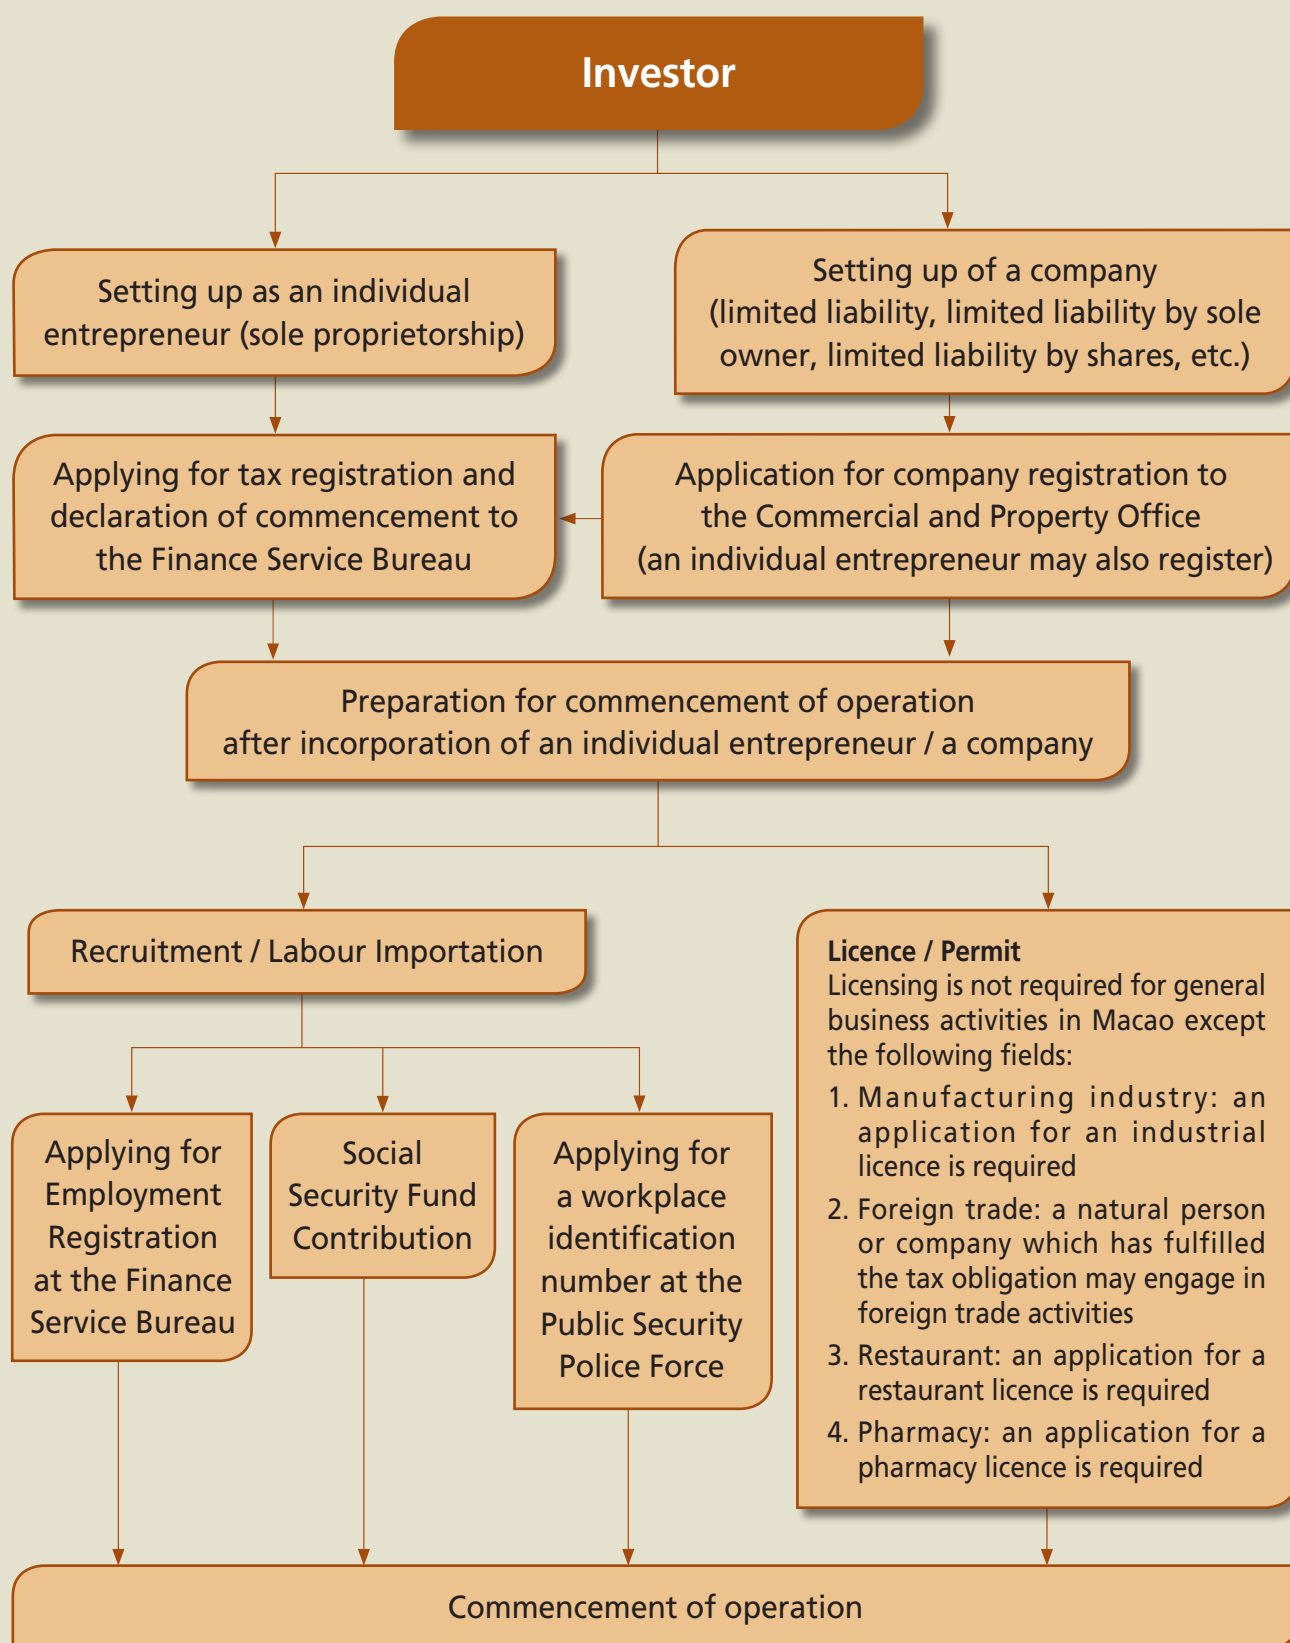 Investor
Setting up as an individual
entrepreneur (sole proprietorship)
Setting up of a company
(limited liability, limited liability by sole
owner, limited liability by shares, etc.)
Applying for tax registration and
declaration of commencement to
the Finance Service Bureau
Application for company registration to
the Commercial and Property Office
(an individual entrepreneur may also register)
Preparation for commencement of operation
after incorporation of an individual entrepreneur / a company
Recruitment / Labour Importation
Applying for
Employment
Registration
at the Finance
Service Bureau
Social
Security Fund
Contribution
Applying for
a workplace
identification
number at the
Public Security
Police Force
Licence / Permit
Licensing is not required for general
business activities in Macao except
the following fields:
1. Manufacturing industry: an
application for an industrial
licence is required
2. Foreign trade: a natural person
or company which has fulfilled
the tax obligation may engage in
foreign trade activities
3. Restaurant: an application for a
restaurant licence is required
4. Pharmacy: an application for a
pharmacy licence is required
Commencement of operation